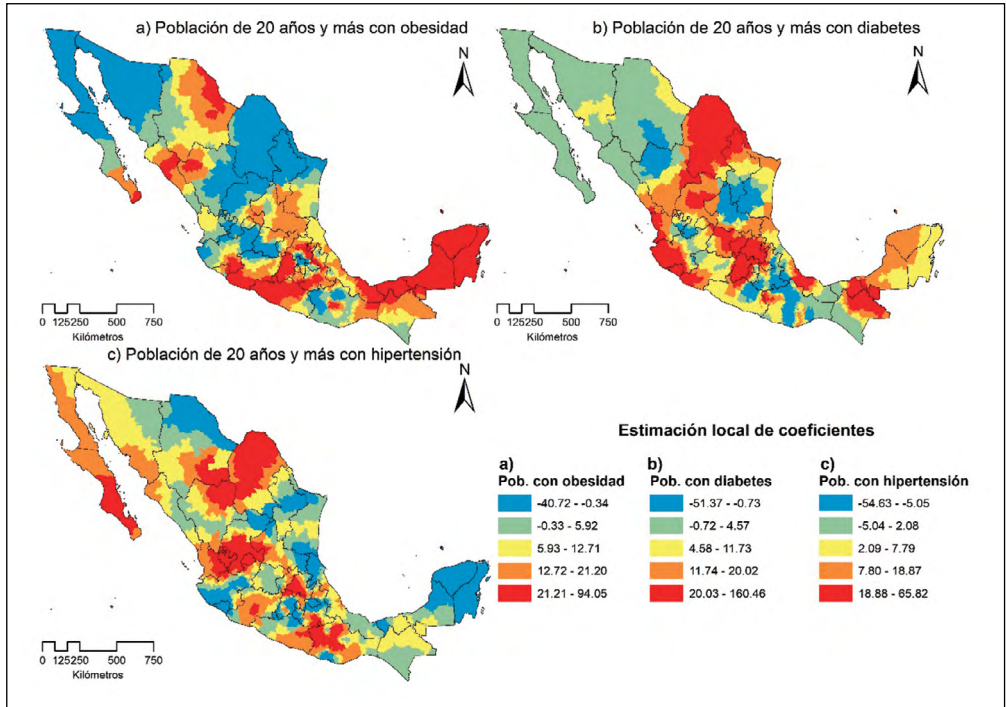 a) Población de 20 años y más con obesidad
N
0 125250 500 750
Kilómetros
b) Población de 20 años y más con diabetes
N
0 125250 500 750
Kilómetros
c) Población de 20 años y más con hipertensión
N
0 125250 500 750
Kilómetros
Estimación local de coeficientes
a)
Pob. con obesidad
-40.72 - -0.34
-0.33 - 5.92
5.93 - 12.71
12.72 - 21.20
21.21 - 94.05
b)
Pob. con diabetes
-51.37 - -0.73
-0.72 - 4.57
4.58 - 11.73
11.74 - 20.02
20.03 - 160.46
c)
Pob. con hipertensión
-54.63 - -5.05
-5.04 - 2.08
2.09 - 7.79
7.80 - 18.87
18.88 - 65.82